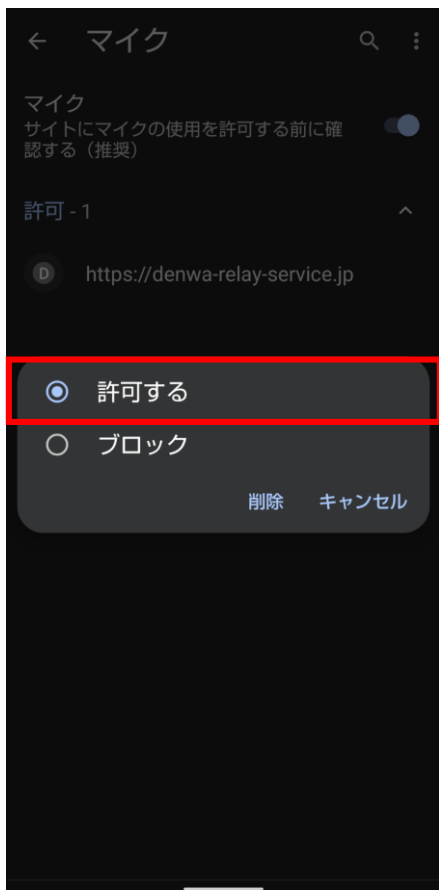 マイク
マイク
サイトにマイクの使用を許可する前に確
認する（推奨）
許可 - 1
D
https://denwa-relay-service.jp
許可する
ブロック
削除 キャンセル